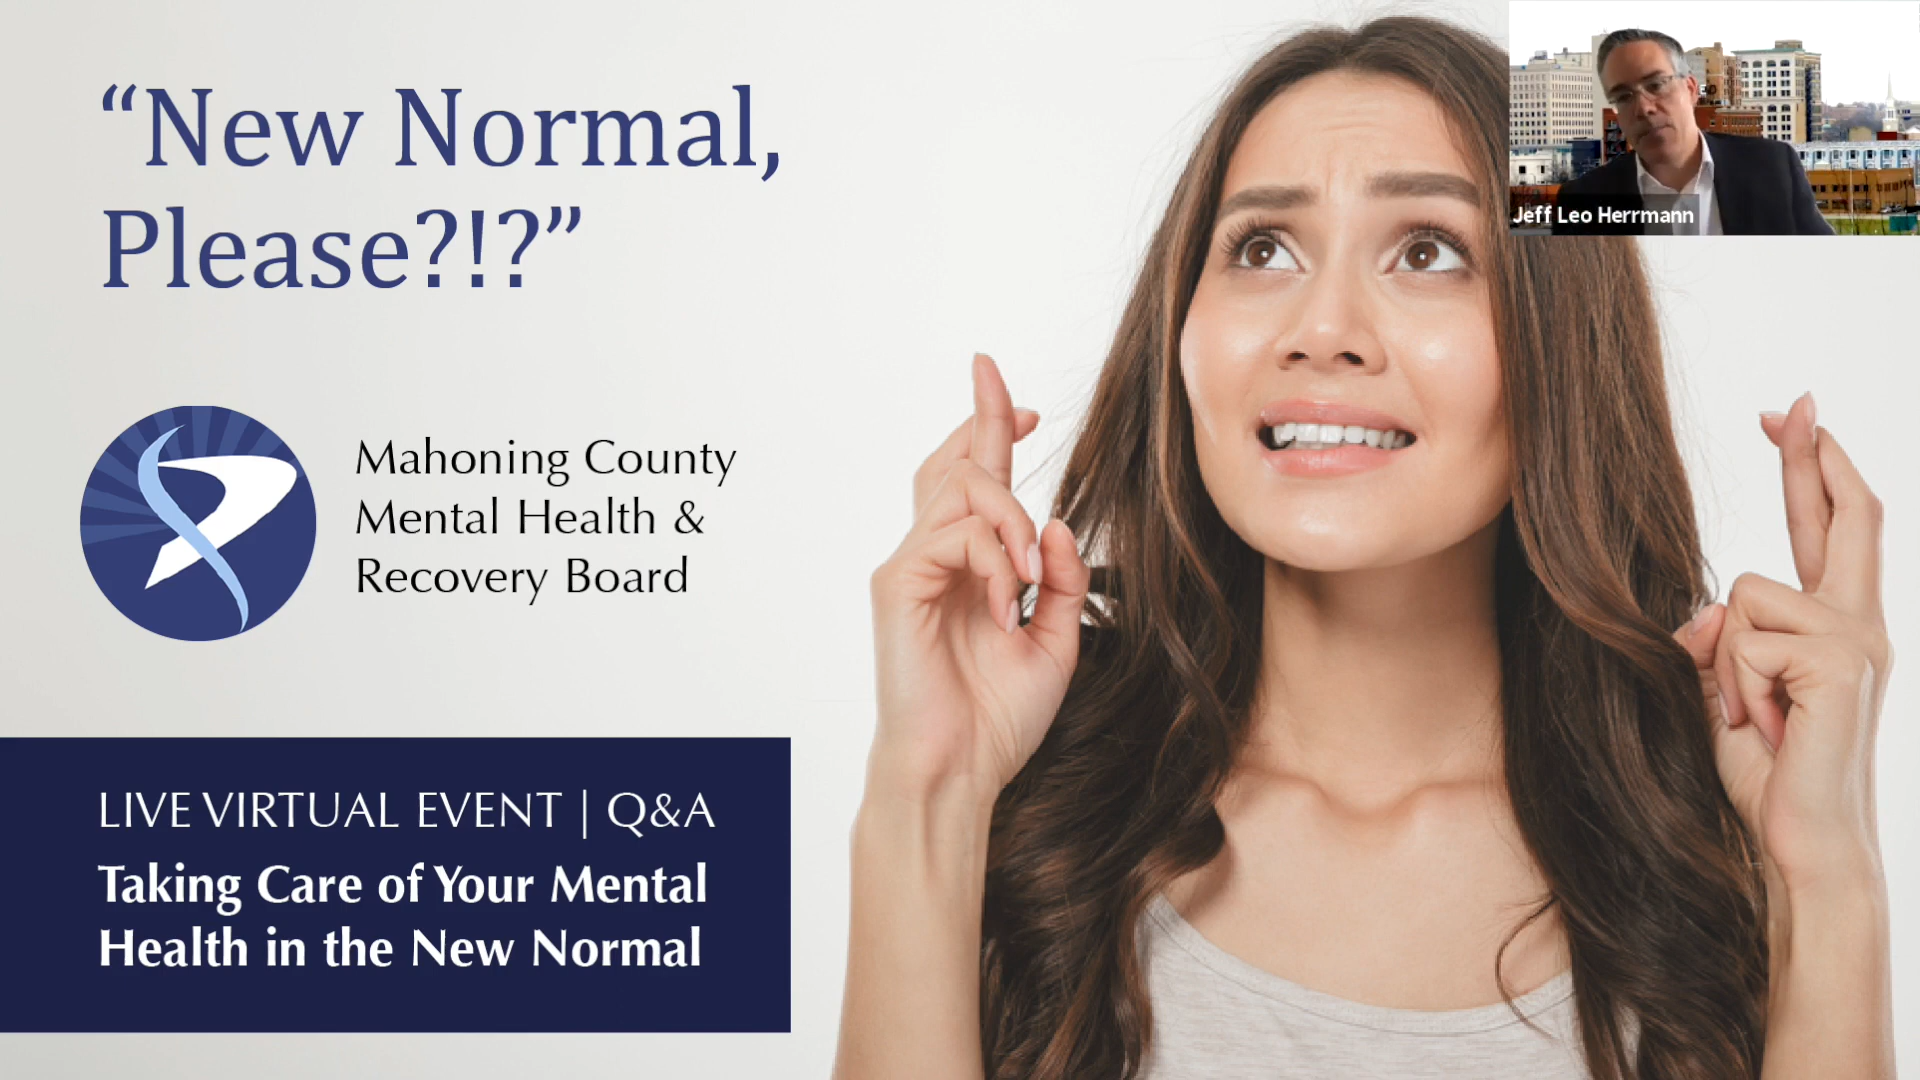 “New Normal,
Please?!?”
Jeff Leo Herrmann
Mahoning County
Mental Health &
Recovery Board
LIVE VIRTUAL EVENT | Q&A
Taking Care of Your Mental
Health in the New Normal